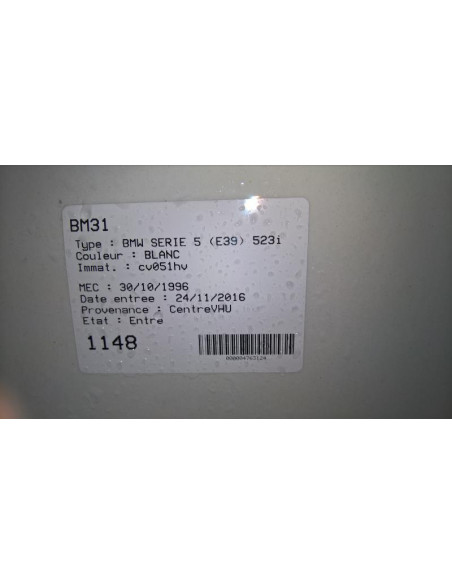 BM31
Type : BMW SERIE 5 (E39) 523i
Couleur : BLANC
Immat. : cv051hv
MEC : 30/10/1996
Date entree : 24/11/2016
Provenance : CentreVHU
Etat : Entre
1148